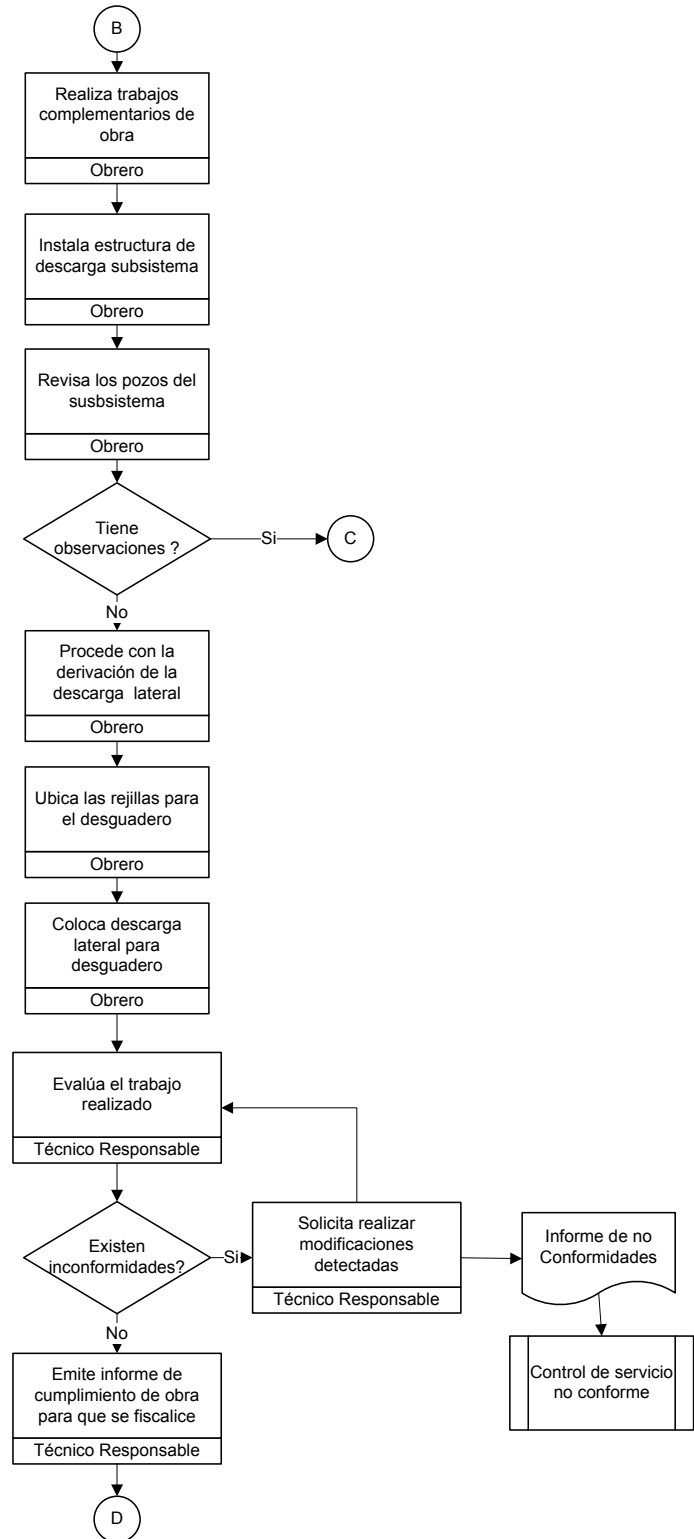 B
Realiza trabajos
complementarios de
obra
Obrero
Instala estructura de
descarga subsistema
Obrero
Revisa los pozos del
susbsistema
Obrero
Tiene
observaciones ?
Si
C
No
Procede con la
derivación de la
descarga lateral
Obrero
Ubica las rejillas para
el desguadero
Obrero
Coloca descarga
lateral para
desguadero
Obrero
Evalúa el trabajo
realizado
Técnico Responsable
Existen
inconformidades?
Si
Solicita realizar
modificaciones
detectadas
Técnico Responsable
Informe de no
Conformidades
Control de servicio
no conforme
No
Emite informe de
cumplimiento de obra
para que se fiscalice
Técnico Responsable
D